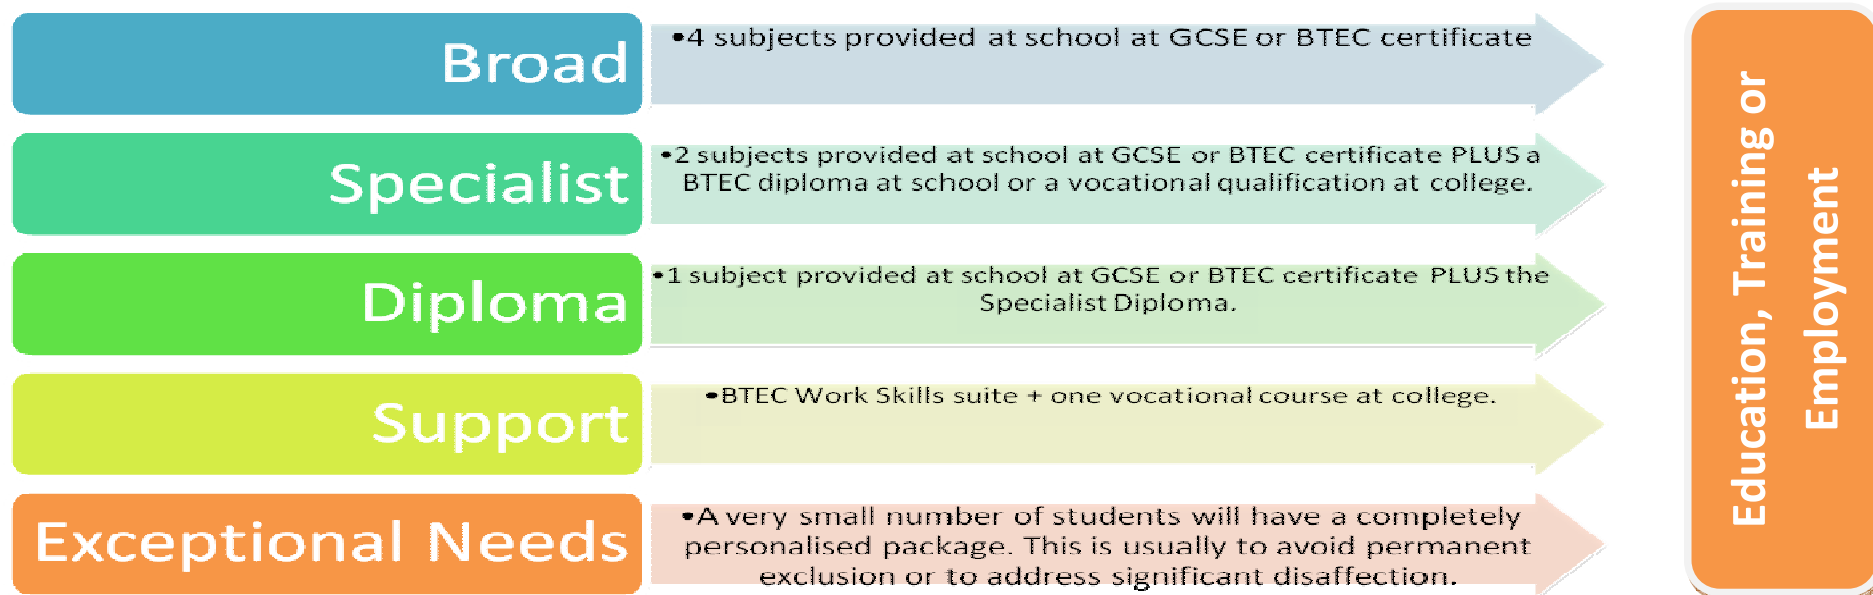 Broad
•4 subjects provided at school at GCSE or BTEC certificate
Specialist
•2 subjects provided at school at GCSE or BTEC certificate PLUS a
BTEC diploma at school or a vocational qualification at college.
Diploma
•1 subject provided at school at GCSE or BTEC certificate PLUS the
Specialist Diploma.
Support
•BTEC Work Skills suite + one vocational course at college.
Exceptional Needs
•A very small number of students will have a completely
personalised package. This is usually to avoid permanent
exclusion or to address significant disaffection.
Education, Training or
Employment